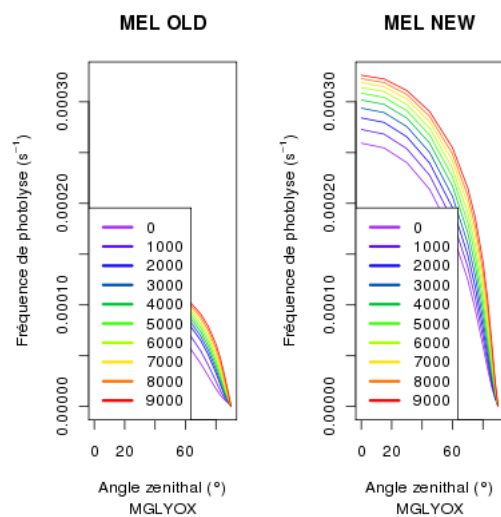 MEL OLD
Fréquence de photolyse (s⁻¹)
0.00030
0.00020
0.00010
0.00000
0
1000
2000
3000
4000
5000
6000
7000
8000
9000
0 20 60
Angle zenithal (°)
MGLYOX
MEL NEW
Fréquence de photolyse (s⁻¹)
0.00030
0.00020
0.00010
0.00000
0
1000
2000
3000
4000
5000
6000
7000
8000
9000
0 20 60
Angle zenithal (°)
MGLYOX